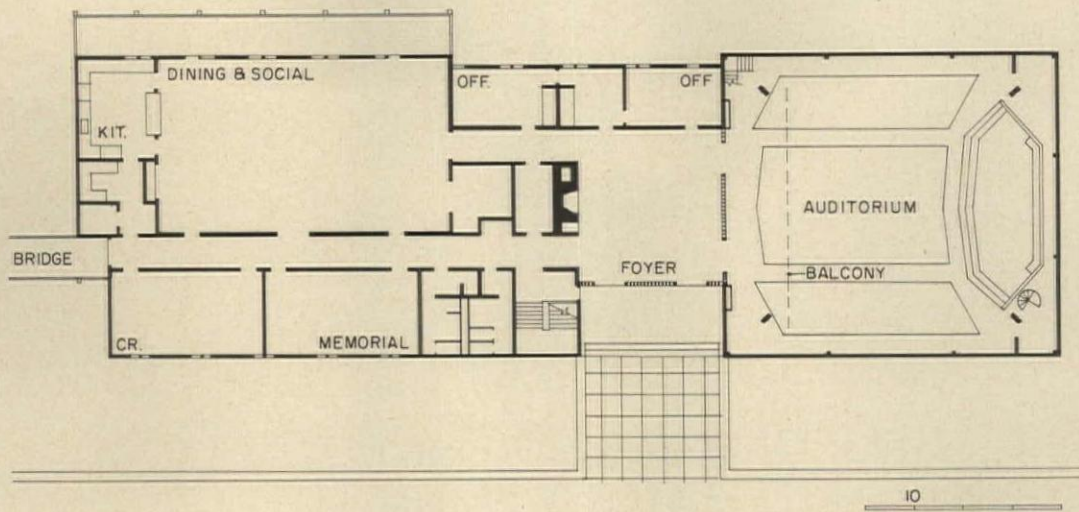 DINING & SOCIAL
OFF.
OFF
KIT.
AUDITORIUM
BRIDGE
FOYER
BALCONY
CR.
MEMORIAL
10